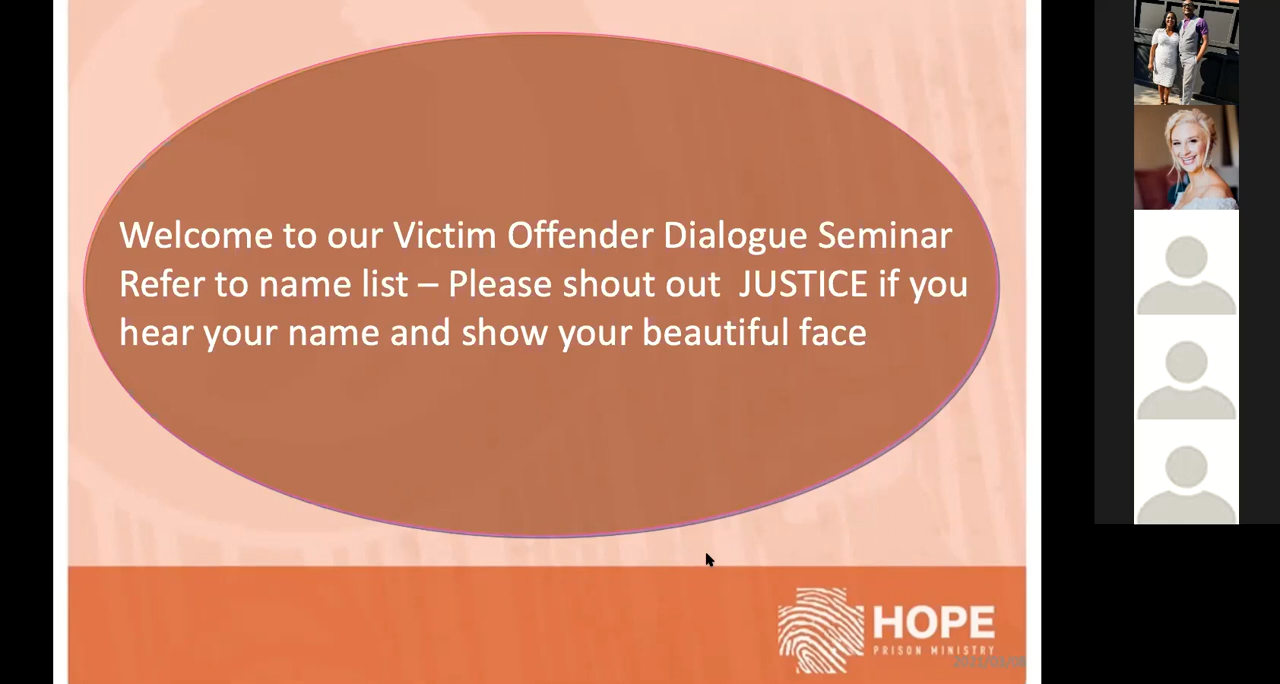 Welcome to our Victim Offender Dialogue Seminar
Refer to name list – Please shout out  JUSTICE if you
hear your name and show your beautiful face
HOPE
PRISON MINISTRY